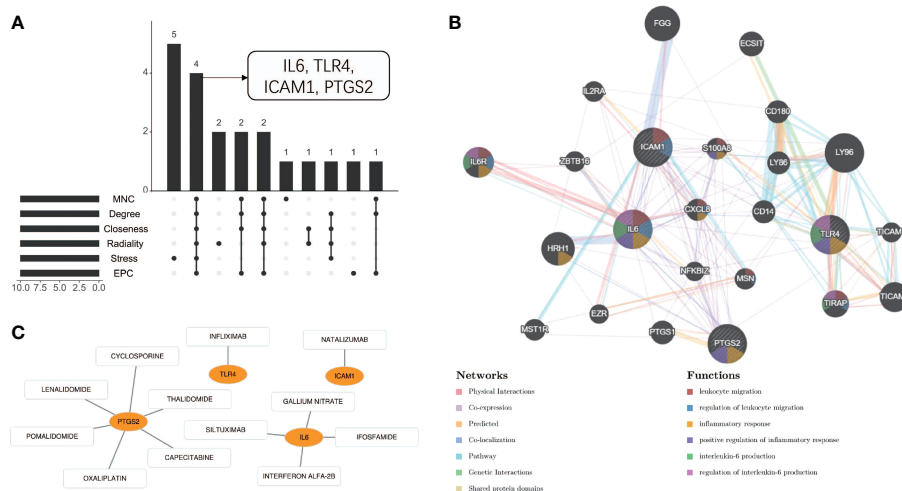 A
5
4
2
2
2
1
1
1
1
1
IL6, TLR4,
ICAM1, PTGS2
4
2
0
MNC
Degree
Closeness
Radiality
Stress
EPC
10.0 7.5 5.0 2.5 0.0
B
FGG
ECSIT
IL2RA
CD180
ICAM1
S100A8
LY96
IL6R
ZBTB16
LY86
CXCL8
CD14
IL6
TLR4
TICAM
HRH1
NFKBIZ
MSN
TIRAP
TICAM
EZR
MST1R
PTGS1
PTGS2
Networks
Physical Interactions
Co-expression
Predicted
Co-localization
Pathway
Genetic Interactions
Shared protein domains
Functions
leukocyte migration
regulation of leukocyte migration
inflammatory response
positive regulation of inflammatory response
interleukin-6 production
regulation of interleukin-6 production
C
INFLIXIMAB
NATALIZUMAB
CYCLOSPORINE
TLR4
ICAM1
LENALIDOMIDE
THALIDOMIDE
GALLIUM NITRATE
PTGS2
SILTUXIMAB
POMALIDOMIDE
IL6
IFOSFAMIDE
CAPECITABINE
OXALIPLATIN
INTERFERON ALFA-2B